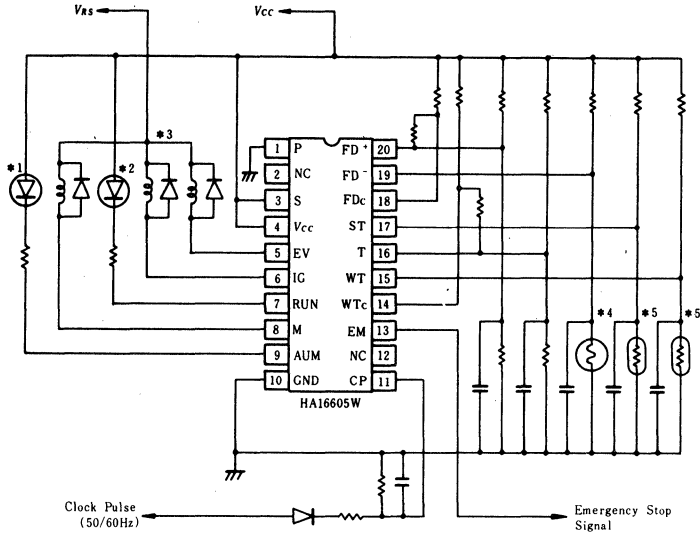 VRS
VCC
*1
*2
*3
1 P
2 NC
3 S
4 VCC
5 EV
6 IG
7 RUN
8 M
9 AUM
10 GND
FD+ 20
FD- 19
FDc 18
ST 17
T 16
WT 15
WTc 14
EM 13
NC 12
CP 11
HA16605W
*4
*5
*5
Clock Pulse
(50/60Hz)
Emergency Stop
Signal